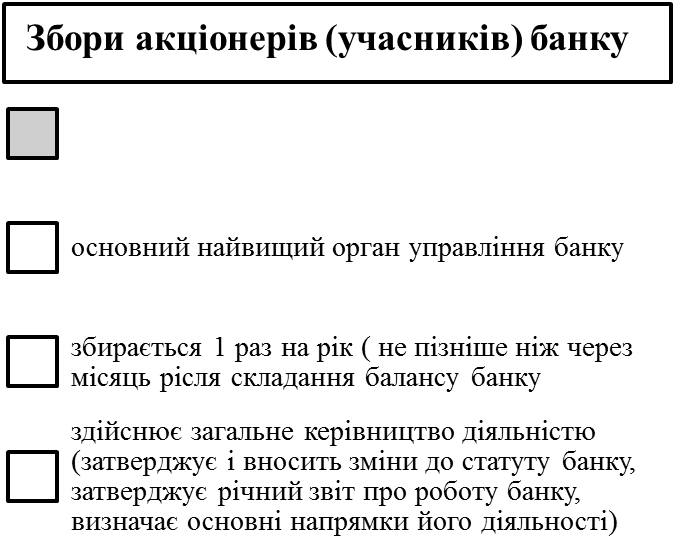 Збори акціонерів (учасників) банку
основний найвищий орган управління банку
збирається 1 раз на рік ( не пізніше ніж через
місяць рісля складання балансу банку
здійснює загальне керівництво діяльністю
(затверджує і вносить зміни до статуту банку,
затверджує річний звіт про роботу банку,
визначає основні напрямки його діяльності)